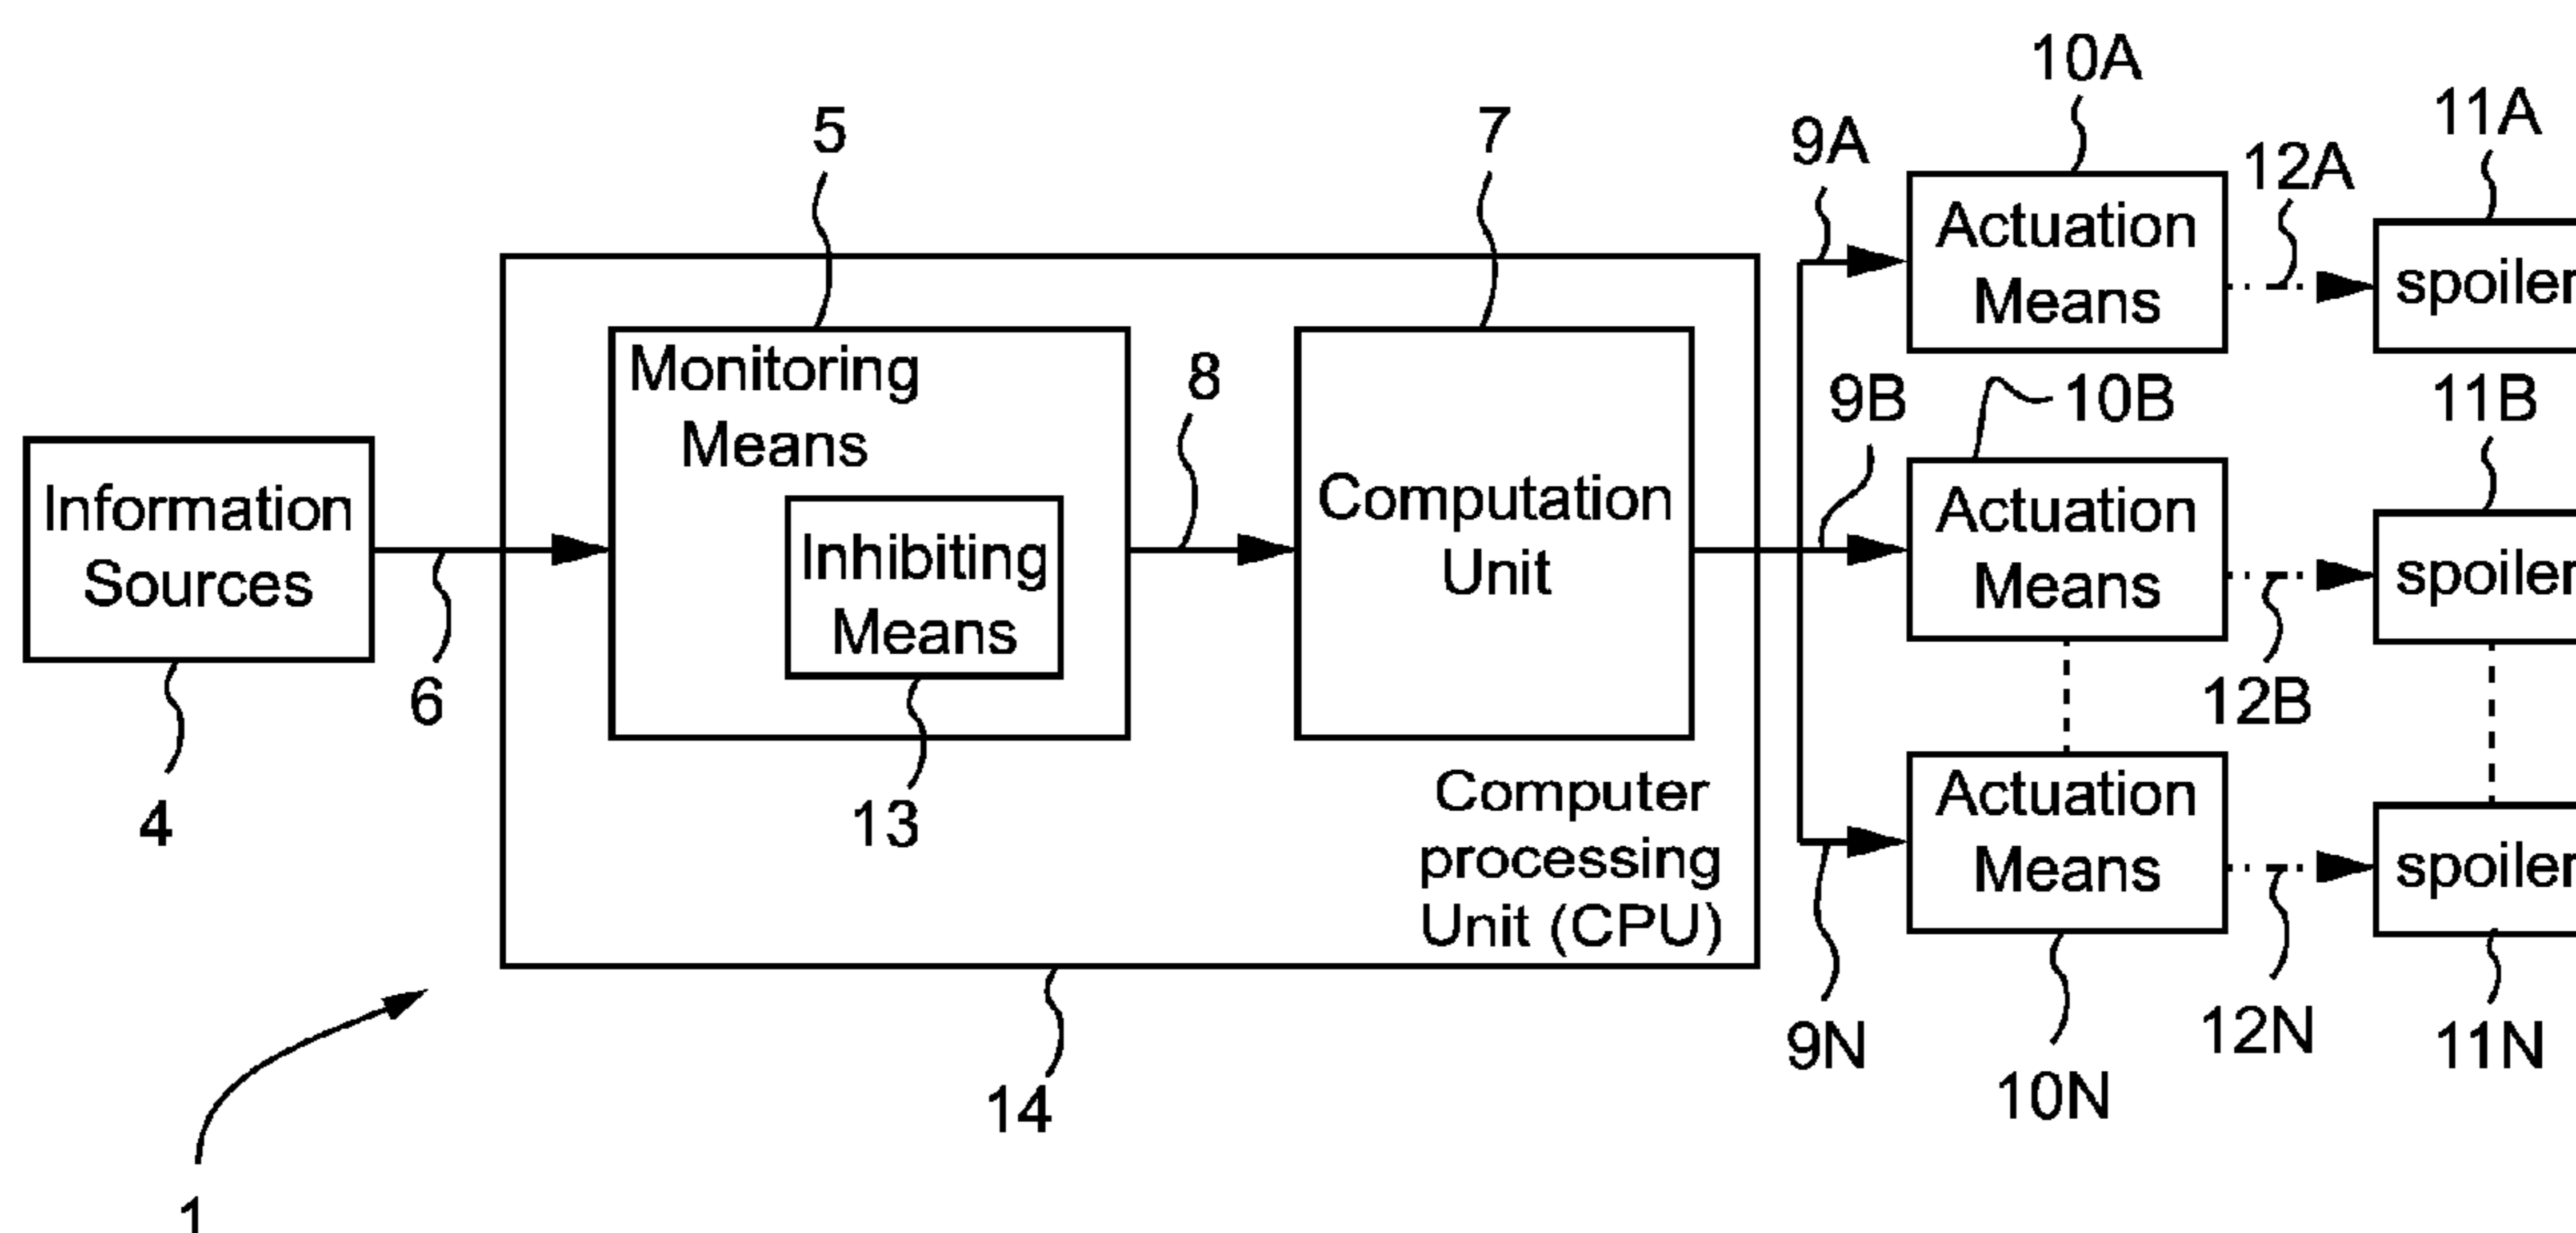 10A
11A
5
7
9A
12A
Actuation
Means
spoiler
Monitoring
Means
8
9B
10B
11B
Information
Sources
Inhibiting
Means
Computation
Unit
Actuation
Means
spoiler
6
12B
4
13
Computer
processing
Unit (CPU)
Actuation
Means
spoiler
9N
12N
11N
14
10N
1